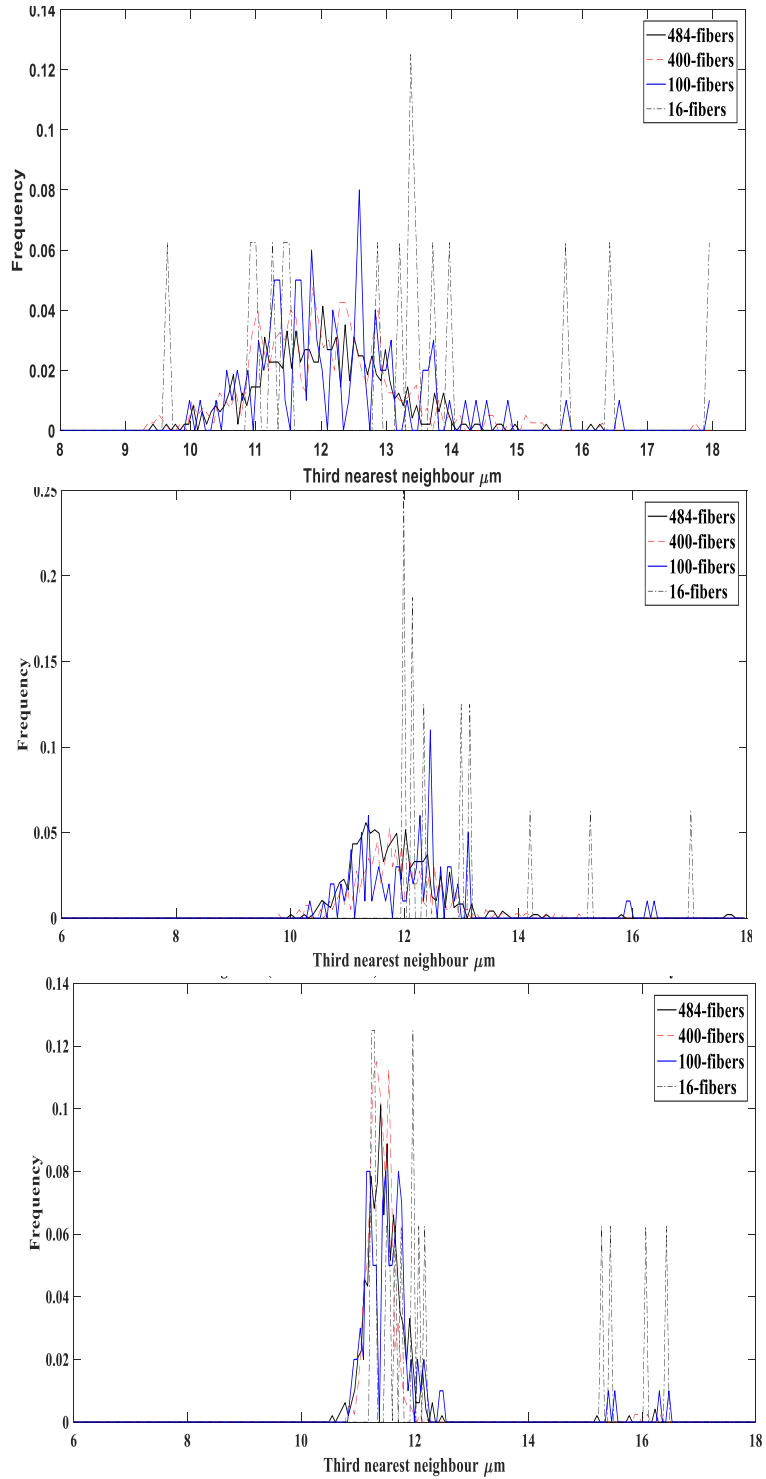 0.14
0.12
0.1
0.08
0.06
0.04
0.02
0
Frequency
484-fibers
400-fibers
100-fibers
16-fibers
8 9 10 11 12 13 14 15 16 17 18
Third nearest neighbour μm
0.25
0.2
0.15
0.1
0.05
0
Frequency
484-fibers
400-fibers
100-fibers
16-fibers
6 8 10 12 14 16 18
Third nearest neighbour μm
0.14
0.12
0.1
0.08
0.06
0.04
0.02
0
Frequency
484-fibers
400-fibers
100-fibers
16-fibers
6 8 10 12 14 16 18
Third nearest neighbour μm